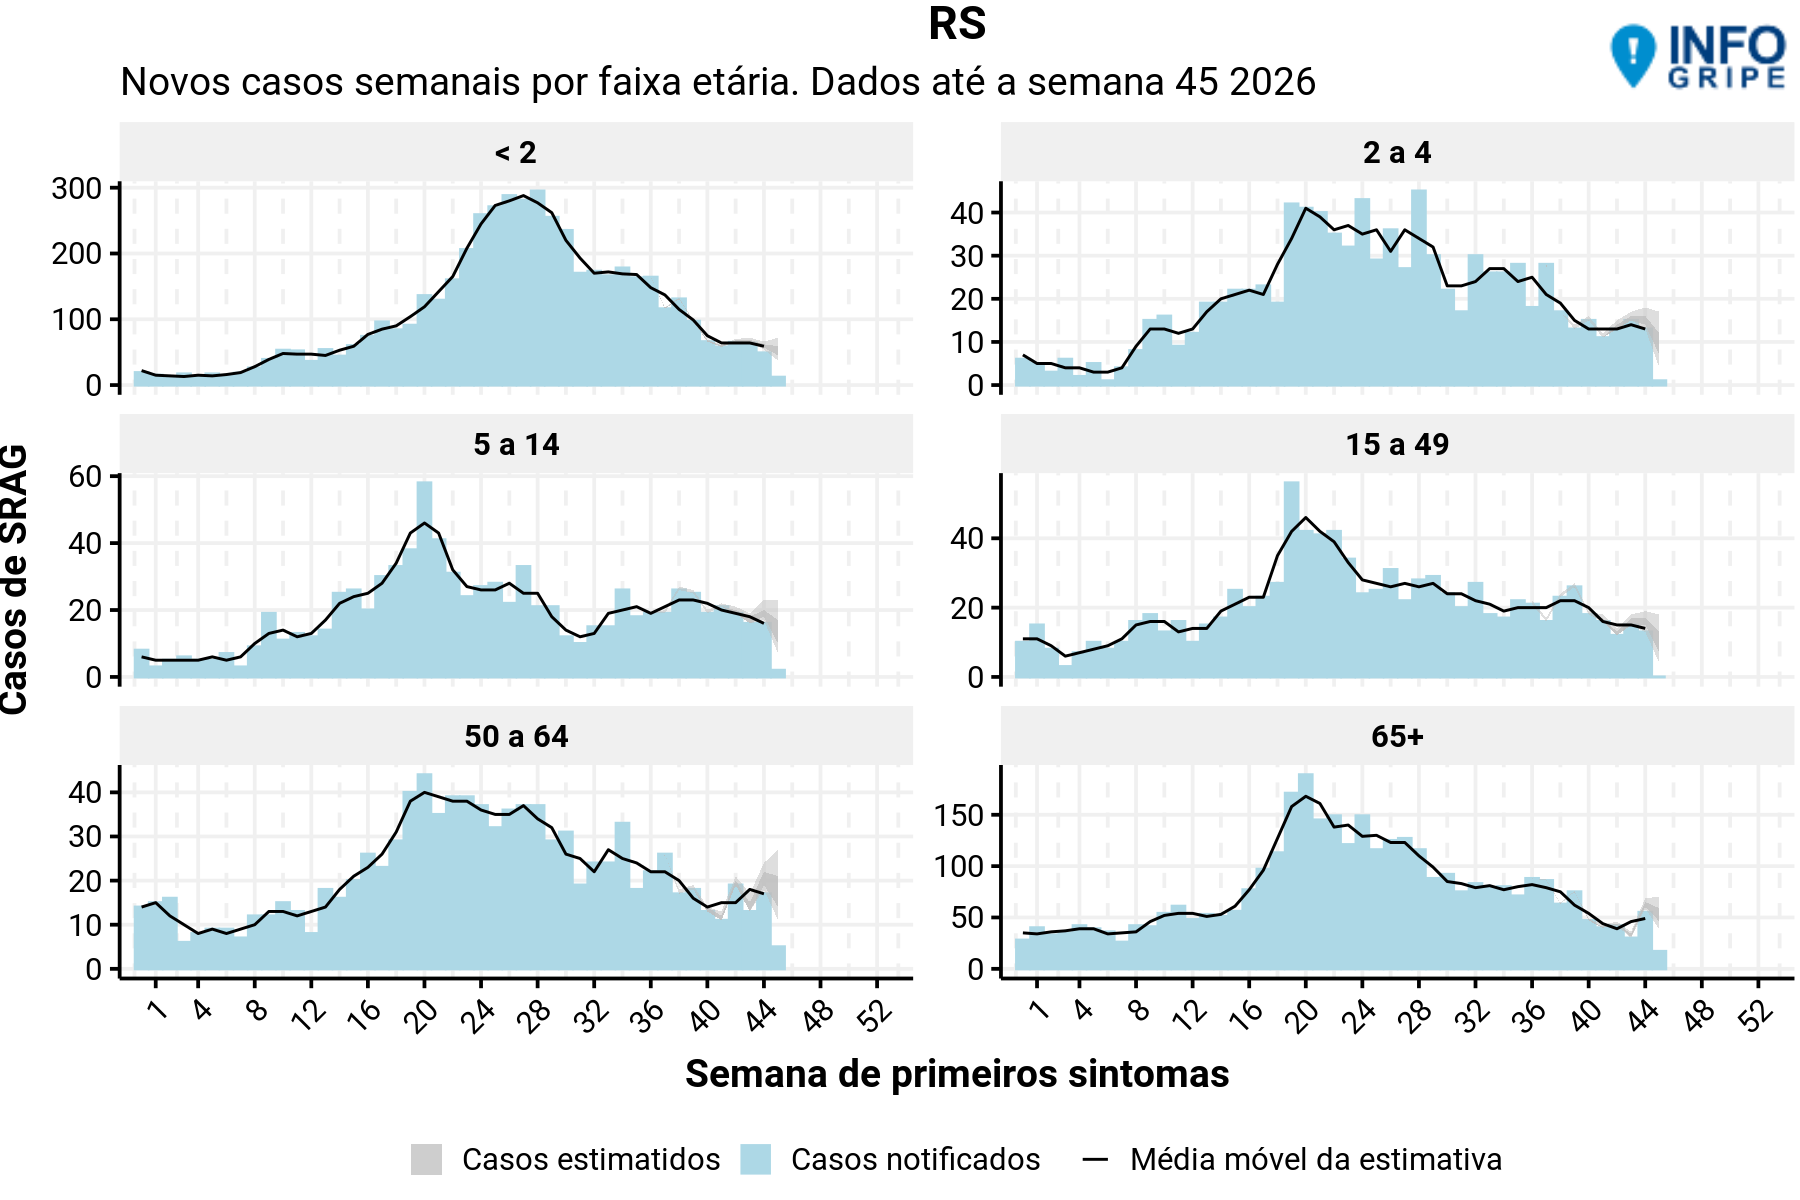 RS
INFO
GRIPE
Novos casos semanais por faixa etária. Dados até a semana 45 2026
< 2
2 a 4
300
200
100
0
40
30
20
10
0
Casos de SRAG
5 a 14
15 a 49
60
40
20
0
40
20
0
50 a 64
65+
40
30
20
10
0
150
100
50
0
1 4 8 12 16 20 24 28 32 36 40 44 48 52
1 4 8 12 16 20 24 28 32 36 40 44 48 52
Semana de primeiros sintomas
Casos estimatidos Casos notificados Média móvel da estimativa